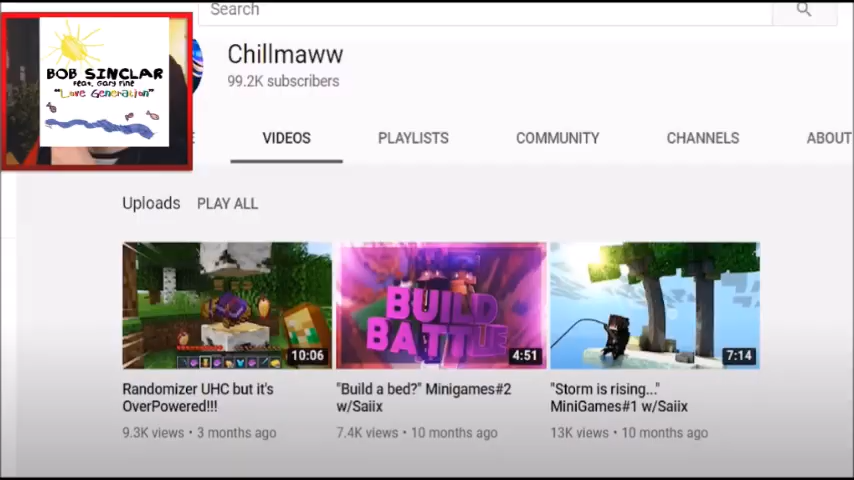 Search
BOB SINCLAR
feat. Gary Pine
"Love Generation"
Chillmaww
99.2K subscribers
E
VIDEOS
PLAYLISTS
COMMUNITY
CHANNELS
ABOUT
Uploads
PLAY ALL
10:06
BUILD
BATTLE
4:51
7:14
Randomizer UHC but it's
OverPowered!!!
9.3K views • 3 months ago
"Build a bed?" Minigames#2
w/Saiix
7.4K views • 10 months ago
"Storm is rising..."
MiniGames#1 w/Saiix
13K views • 10 months ago